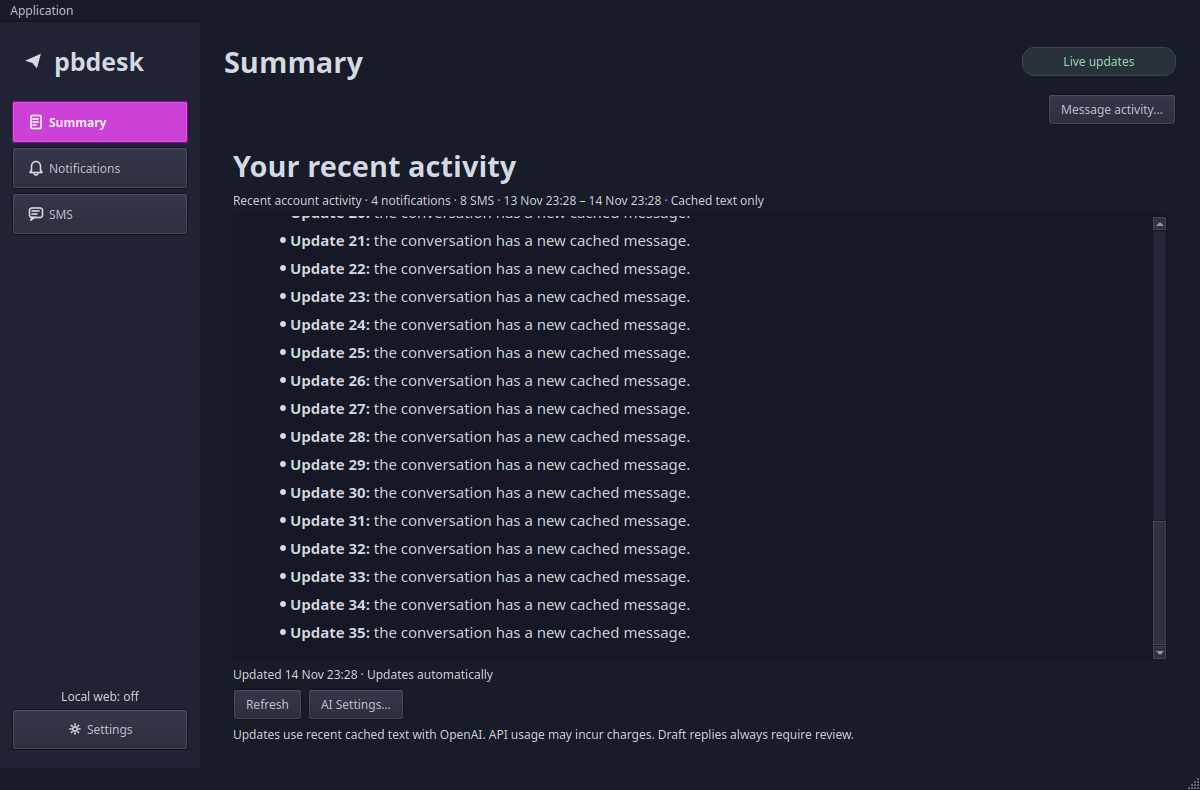 Application
pbdesk
Summary
Notifications
SMS
Local web: off
Settings
Summary
Live updates
Message activity...
Your recent activity
Recent account activity · 4 notifications · 8 SMS · 13 Nov 23:28 – 14 Nov 23:28 · Cached text only
Update 20: the conversation has a new cached message.
Update 21: the conversation has a new cached message.
Update 22: the conversation has a new cached message.
Update 23: the conversation has a new cached message.
Update 24: the conversation has a new cached message.
Update 25: the conversation has a new cached message.
Update 26: the conversation has a new cached message.
Update 27: the conversation has a new cached message.
Update 28: the conversation has a new cached message.
Update 29: the conversation has a new cached message.
Update 30: the conversation has a new cached message.
Update 31: the conversation has a new cached message.
Update 32: the conversation has a new cached message.
Update 33: the conversation has a new cached message.
Update 34: the conversation has a new cached message.
Update 35: the conversation has a new cached message.
Updated 14 Nov 23:28 · Updates automatically
Refresh
AI Settings...
Updates use recent cached text with OpenAI. API usage may incur charges. Draft replies always require review.